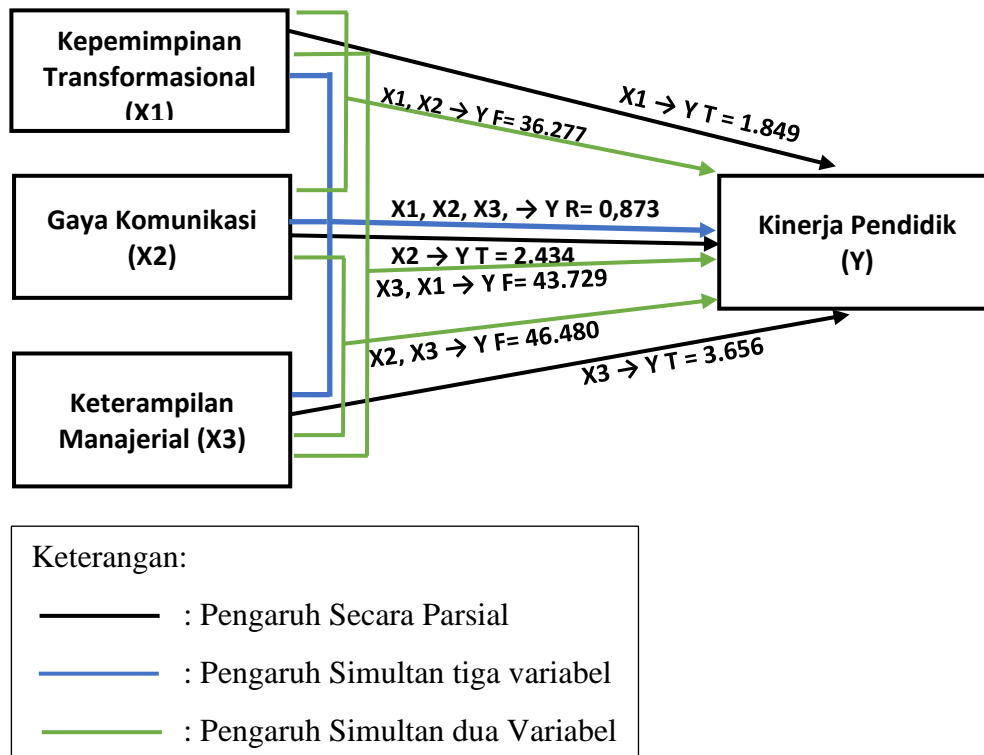 Kepemimpinan
Transformasional
(X1)
X1 → Y T = 1.849
X1, X2 → Y F= 36.277
Gaya Komunikasi
(X2)
X1, X2, X3, → Y R= 0,873
X2 → Y T = 2.434
X3, X1 → Y F= 43.729
Kinerja Pendidik
(Y)
X2, X3 → Y F= 46.480
X3 → Y T = 3.656
Keterampilan
Manajerial (X3)
Keterangan:
: Pengaruh Secara Parsial
: Pengaruh Simultan tiga variabel
: Pengaruh Simultan dua Variabel